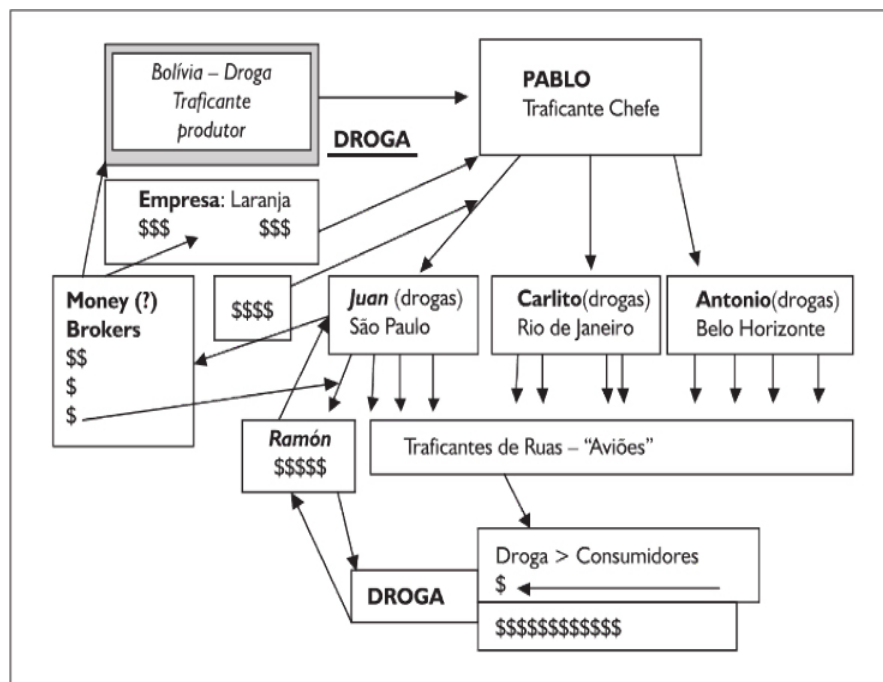 Bolívia – Droga
Traficante
produtor
DROGA
PABLO
Traficante Chefe
Empresa: Laranja
$$$ $$$
Money (?)
Brokers
$$
$
$
$$$$
Juan (drogas)
São Paulo
Carlito(drogas)
Rio de Janeiro
Antonio(drogas)
Belo Horizonte
Ramón
$$$$$
Traficantes de Ruas – “Aviões”
Droga > Consumidores
$
DROGA
$$$$$$$$$$$$